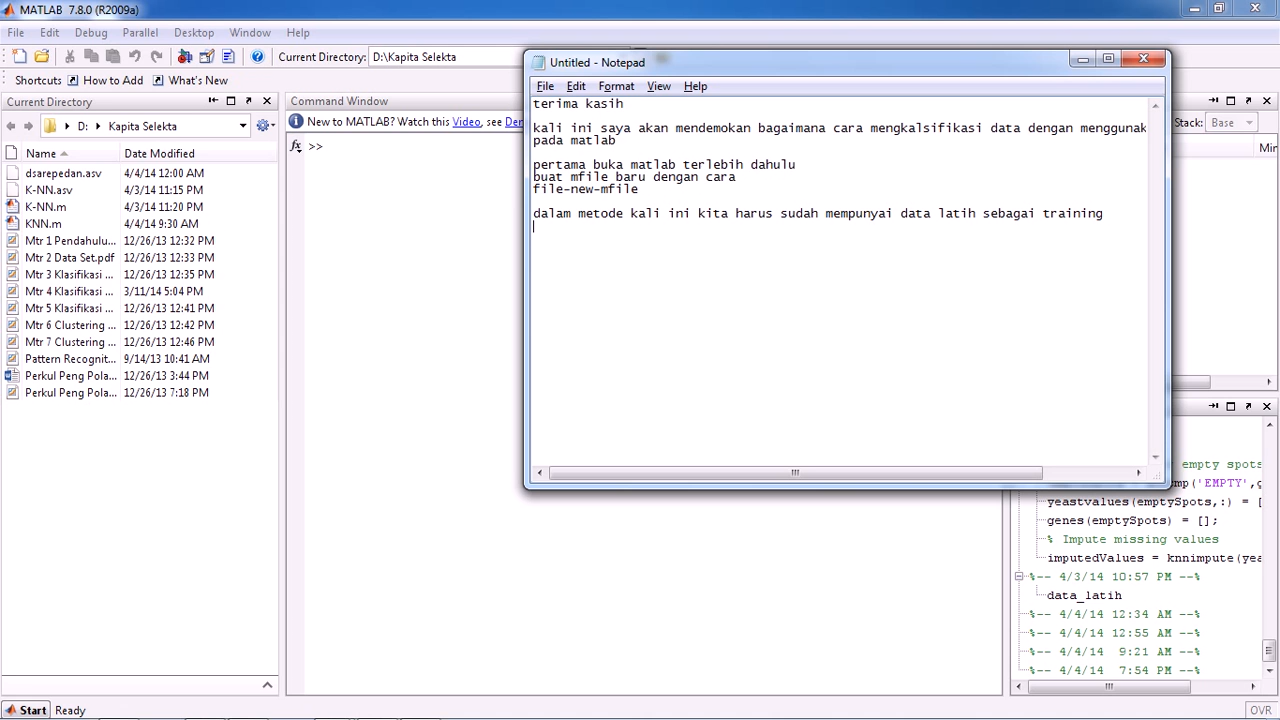 MATLAB 7.8.0 (R2009a)
File Edit Debug Parallel Desktop Window Help
Current Directory: D:\Kapita Selekta
Shortcuts How to Add What's New
Current Directory
D: Kapita Selekta
Name Date Modified
dsarepedan.asv 4/4/14 12:00 AM
K-NN.asv 4/3/14 11:15 PM
K-NN.m 4/3/14 11:20 PM
KNN.m 4/4/14 9:30 AM
Mtr 1 Pendahulu... 12/26/13 12:32 PM
Mtr 2 Data Set.pdf 12/26/13 12:33 PM
Mtr 3 Klasifikasi ... 12/26/13 12:35 PM
Mtr 4 Klasifikasi ... 3/11/14 5:04 PM
Mtr 5 Klasifikasi ... 12/26/13 12:41 PM
Mtr 6 Clustering ... 12/26/13 12:42 PM
Mtr 7 Clustering ... 12/26/13 12:46 PM
Pattern Recognit... 9/14/13 10:41 AM
Perkul Peng Pola... 12/26/13 3:44 PM
Perkul Peng Pola... 12/26/13 7:18 PM
Command Window
New to MATLAB? Watch this Video, see
fx >>
Untitled - Notepad
File Edit Format View Help
terima kasih
kali ini saya akan mendemokan bagaimana cara mengkalsifikasi data dengan menggunak
pada matlab
pertama buka matlab terlebih dahulu
buat mfile baru dengan cara
file-new-mfile
dalam metode kali ini kita harus sudah mempunyai data latih sebagai training
Stack: Base
empty spots
mp('EMPTY',
yeastvalues(emptySpots,:) = [
genes(emptySpots) = [];
% Impute missing values
imputedValues = knnimpute(yea
%-- 4/3/14 10:57 PM --%
data_latih
%-- 4/4/14 12:34 AM --%
%-- 4/4/14 12:55 AM --%
%-- 4/4/14 9:21 AM --%
%-- 4/4/14 7:54 PM --%
Start Ready
OVR